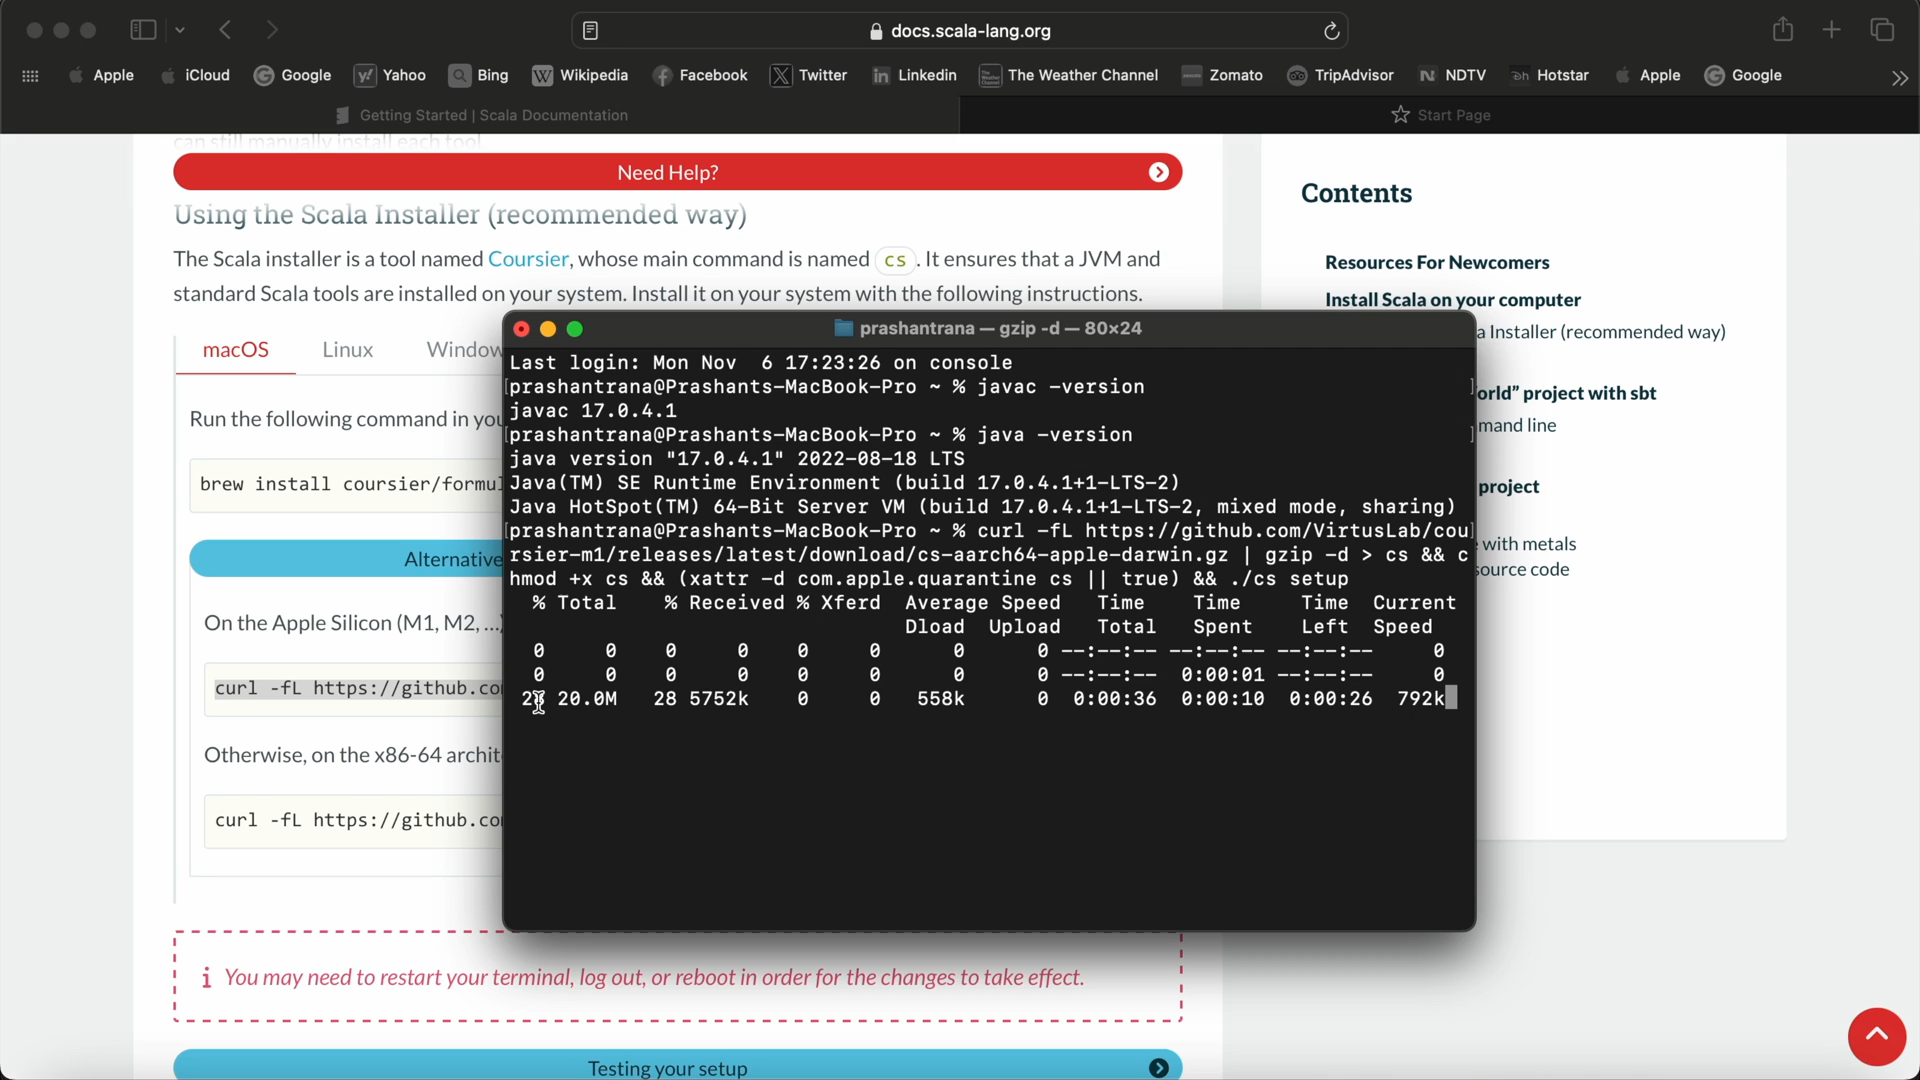 docs.scala-lang.org
Apple iCloud Google Yahoo Bing Wikipedia Facebook Twitter Linkedin The Weather Channel Zomato TripAdvisor NDTV Hotstar Apple Google
Getting Started | Scala Documentation
Start Page
can still manually install each tool
Need Help?
Using the Scala Installer (recommended way)
The Scala installer is a tool named Coursier, whose main command is named cs. It ensures that a JVM and
standard Scala tools are installed on your system. Install it on your system with the following instructions.
macOS Linux Window
Run the following command in you
brew install coursier/formul
Alternative
On the Apple Silicon (M1, M2, …)
curl -fL https://github.co
Otherwise, on the x86-64 archit
curl -fL https://github.co
i You may need to restart your terminal, log out, or reboot in order for the changes to take effect.
Testing your setup
prashantrana — gzip -d — 80×24
Last login: Mon Nov  6 17:23:26 on console
[prashantrana@Prashants-MacBook-Pro ~ % javac -version ]
javac 17.0.4.1
[prashantrana@Prashants-MacBook-Pro ~ % java -version ]
java version "17.0.4.1" 2022-08-18 LTS
Java(TM) SE Runtime Environment (build 17.0.4.1+1-LTS-2)
Java HotSpot(TM) 64-Bit Server VM (build 17.0.4.1+1-LTS-2, mixed mode, sharing)
[prashantrana@Prashants-MacBook-Pro ~ % curl -fL https://github.com/VirtusLab/cou]
rsier-m1/releases/latest/download/cs-aarch64-apple-darwin.gz | gzip -d > cs && c
hmod +x cs && (xattr -d com.apple.quarantine cs || true) && ./cs setup
% Total % Received % Xferd Average Speed Time Time Time Current
Dload Upload Total Spent Left Speed
0 0 0 0 0 0 0 0 --:--:-- --:--:-- --:--:-- 0
0 0 0 0 0 0 0 0 --:--:-- 0:00:01 --:--:-- 0
20.0M 28 5752k 0 0 558k 0 0:00:36 0:00:10 0:00:26 792k
Contents
Resources For Newcomers
Install Scala on your computer
a Installer (recommended way)
orld” project with sbt
mand line
project
with metals
source code